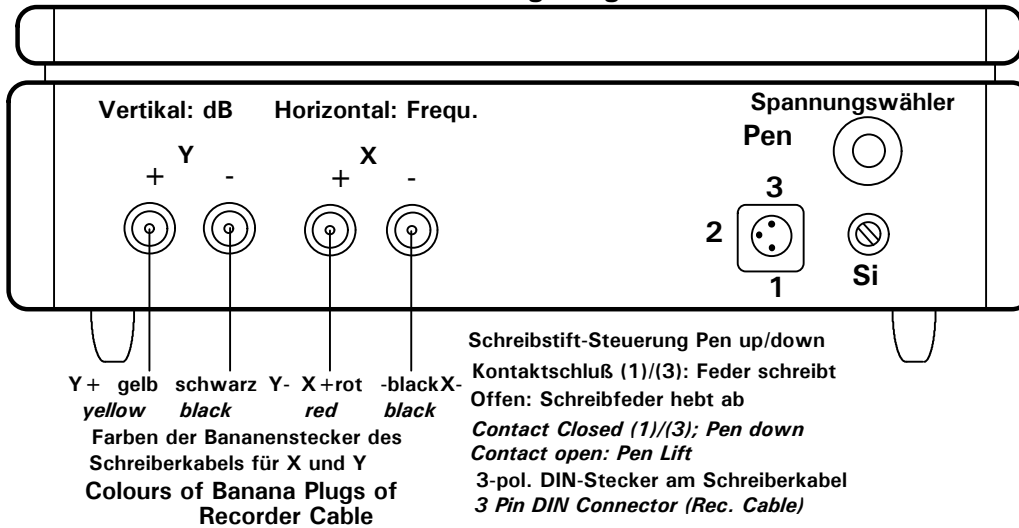 Vertikal: dB Horizontal: Frequ.
Spannungswähler
Pen
Y X
+ - + -
3
2
1
Si
Y+ gelb schwarz Y- X+rot -blackX-
yellow black red black
Farben der Bananenstecker des
Schreiberkabels für X und Y
Colours of Banana Plugs of
Recorder Cable
Schreibstift-Steuerung Pen up/down
Kontaktschluß (1)/(3): Feder schreibt
Offen: Schreibfeder hebt ab
Contact Closed (1)/(3); Pen down
Contact open: Pen Lift
3-pol. DIN-Stecker am Schreiberkabel
3 Pin DIN Connector (Rec. Cable)